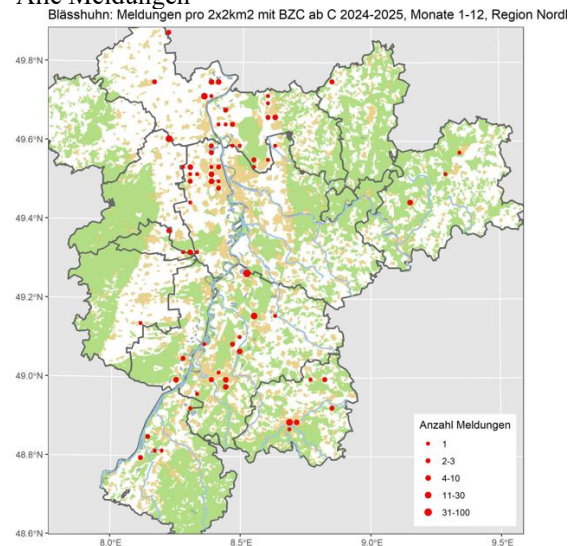 Alle Meldungen
Blässhuhn: Meldungen pro 2x2km2 mit BZC ab C 2024-2025, Monate 1-12, Region Nordl
49.8°N
49.6°N
49.4°N
49.2°N
49.0°N
48.8°N
48.6°N
8.0°E
8.5°E
9.0°E
9.5°E
Anzahl Meldungen
1
2-3
4-10
11-30
31-100